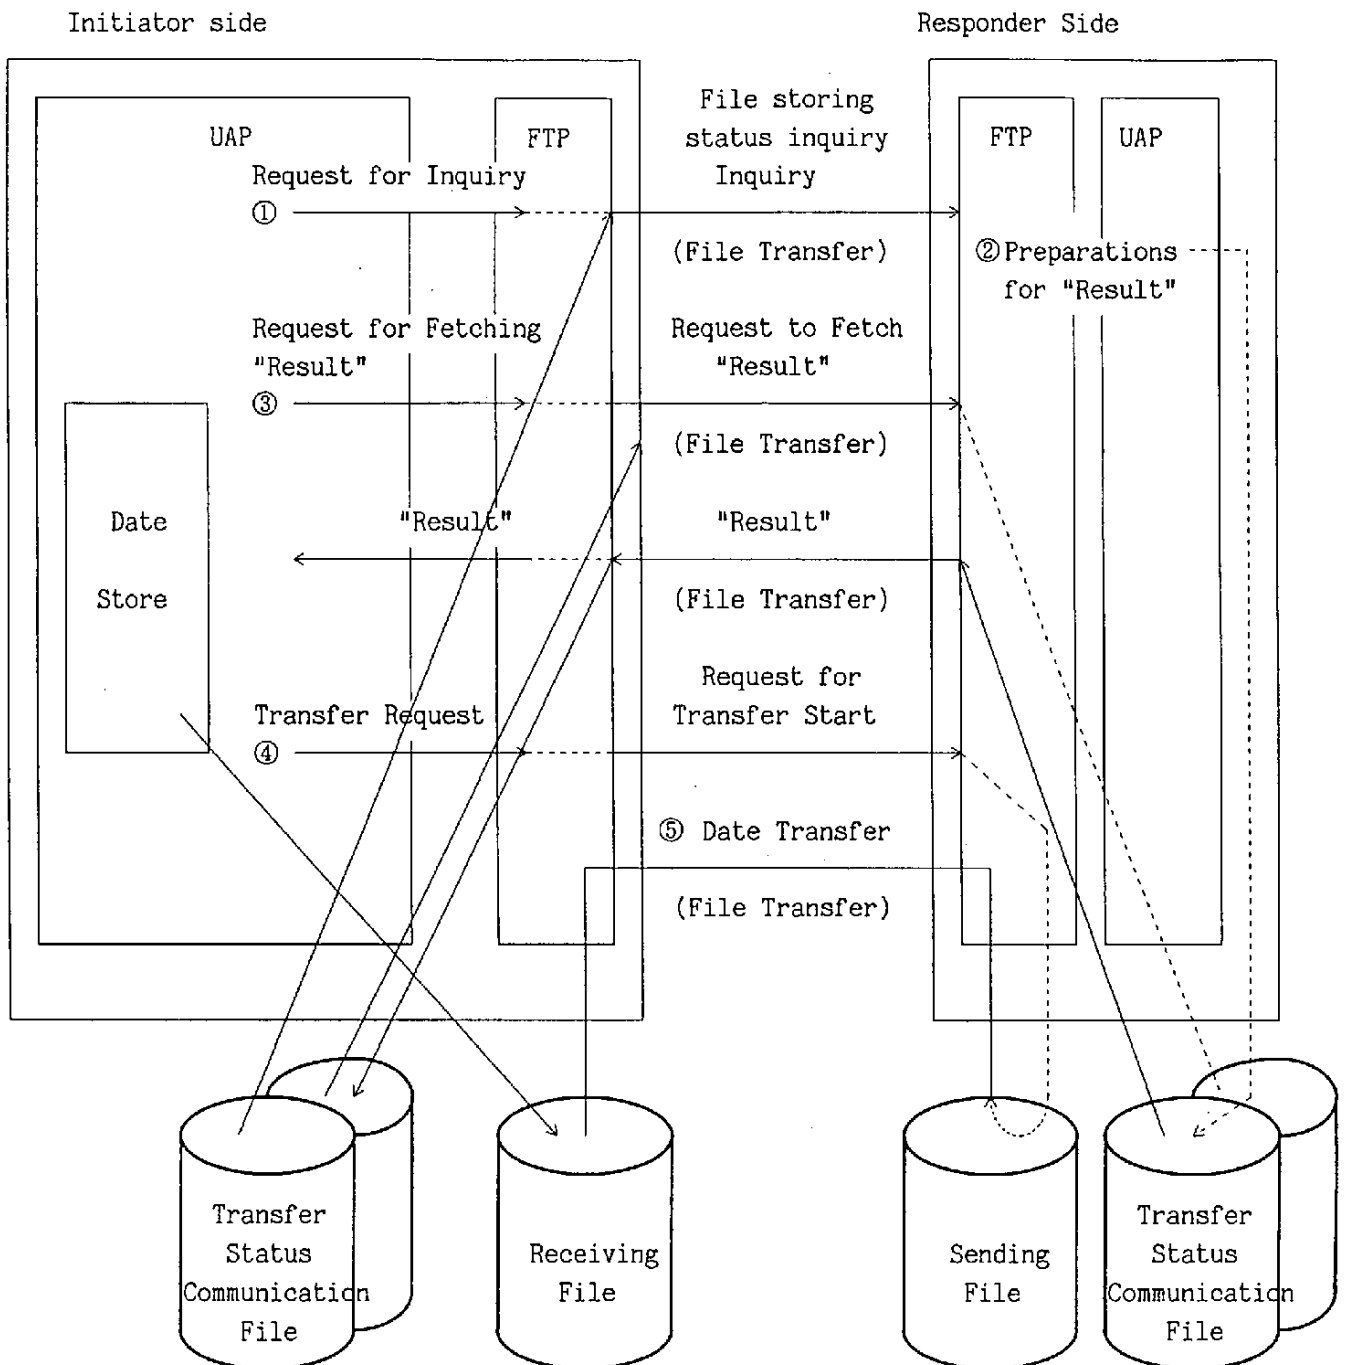 Initiator side
Responder Side
UAP
FTP
File storing
status inquiry
Inquiry
FTP
UAP
Request for Inquiry
①
(File Transfer)
②Preparations
for "Result"
Request for Fetching
"Result"
③
Request to Fetch
"Result"
(File Transfer)
Date
Store
"Result"
"Result"
(File Transfer)
Transfer Request
④
Request for
Transfer Start
⑤ Date Transfer
(File Transfer)
Transfer
Status
Communication
File
Receiving
File
Sending
File
Transfer
Status
Communication
File